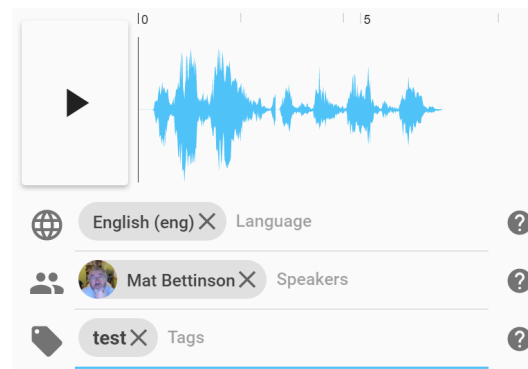 0 5
English (eng) Language ?
Mat Bettinson Speakers ?
test Tags ?